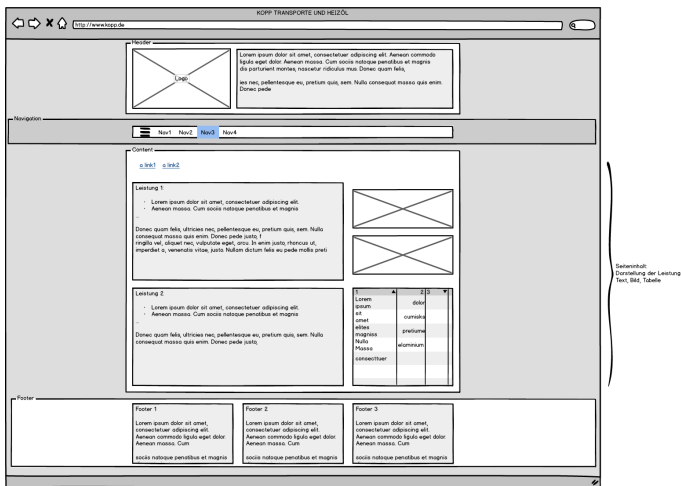 KOPP TRANSPORTE UND HEIZÖL
http://www.kopp.de
Header
Logo
Lorem ipsum dolor sit amet, consectetuer adipiscing elit. Aenean commodo
ligula eget dolor. Aenean massa. Cum sociis natoque penatibus et magnis
dis parturient montes, nascetur ridiculus mus. Donec quam felis,
ies nec, pellentesque eu, pretium quis, sem. Nulla consequat massa quis enim.
Donec pede
Navigation
Nav1 Nav2 Nav3 Nav4
Content
a link1 a link2
Leistung 1:
· Lorem ipsum dolor sit amet, consectetuer adipiscing elit.
· Aenean massa. Cum sociis natoque penatibus et magnis
...
Donec quam felis, ultricies nec, pellentesque eu, pretium quis, sem. Nulla
consequat massa quis enim. Donec pede justo, f
ringilla vel, aliquet nec, vulputate eget, arcu. In enim justo, rhoncus ut,
imperdiet a, venenatis vitae, justo. Nullam dictum felis eu pede mollis preti
Leistung 2
· Lorem ipsum dolor sit amet, consectetuer adipiscing elit.
· Aenean massa. Cum sociis natoque penatibus et magnis
...
Donec quam felis, ultricies nec, pellentesque eu, pretium quis, sem. Nulla
consequat massa quis enim. Donec pede justo,
1 2 3
Lorem
ipsum dolor
sit
amet cumisks
elites
magniss pretiume
Nulla
Massa elaminium
consecttuer
Seiteninhalt:
Darstellung der Leistung
Text, Bild, Tabelle
Footer
Footer 1
Lorem ipsum dolor sit amet,
consectetuer adipiscing elit.
Aenean commodo ligula eget dolor.
Aenean massa. Cum
sociis natoque penatibus et magnis
Footer 2
Lorem ipsum dolor sit amet,
consectetuer adipiscing elit.
Aenean commodo ligula eget dolor.
Aenean massa. Cum
sociis natoque penatibus et magnis
Footer 3
Lorem ipsum dolor sit amet,
consectetuer adipiscing elit.
Aenean commodo ligula eget dolor.
Aenean massa. Cum
sociis natoque penatibus et magnis